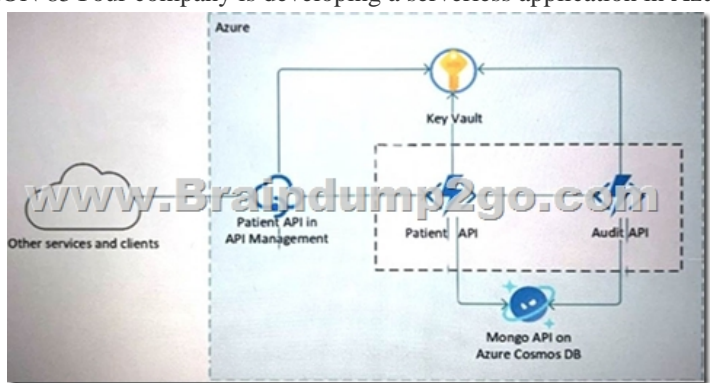 Azure
Key Vault
www.Braindump2go.com
Other services and clients
Patient API in
API Management
Patient API
Audit API
Mongo API on
Azure Cosmos DB